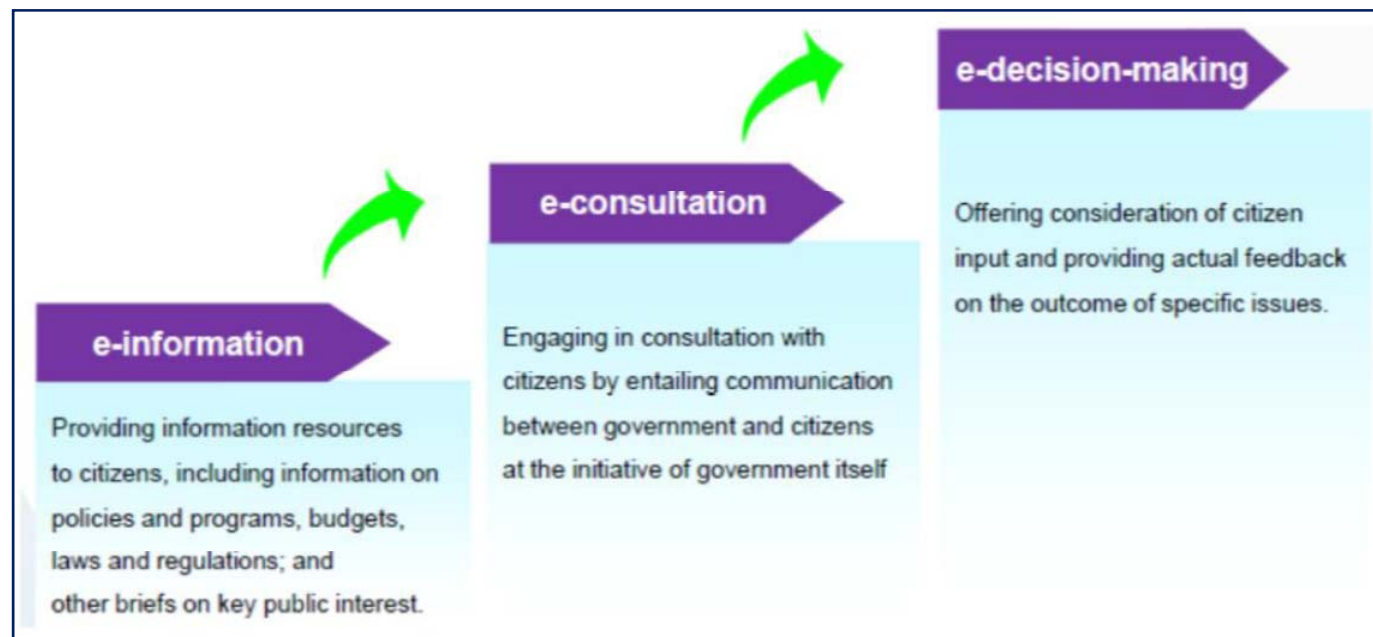 e-information
Providing information resources
to citizens, including information on
policies and programs, budgets,
laws and regulations; and
other briefs on key public interest.
e-consultation
Engaging in consultation with
citizens by entailing communication
between government and citizens
at the initiative of government itself
e-decision-making
Offering consideration of citizen
input and providing actual feedback
on the outcome of specific issues.